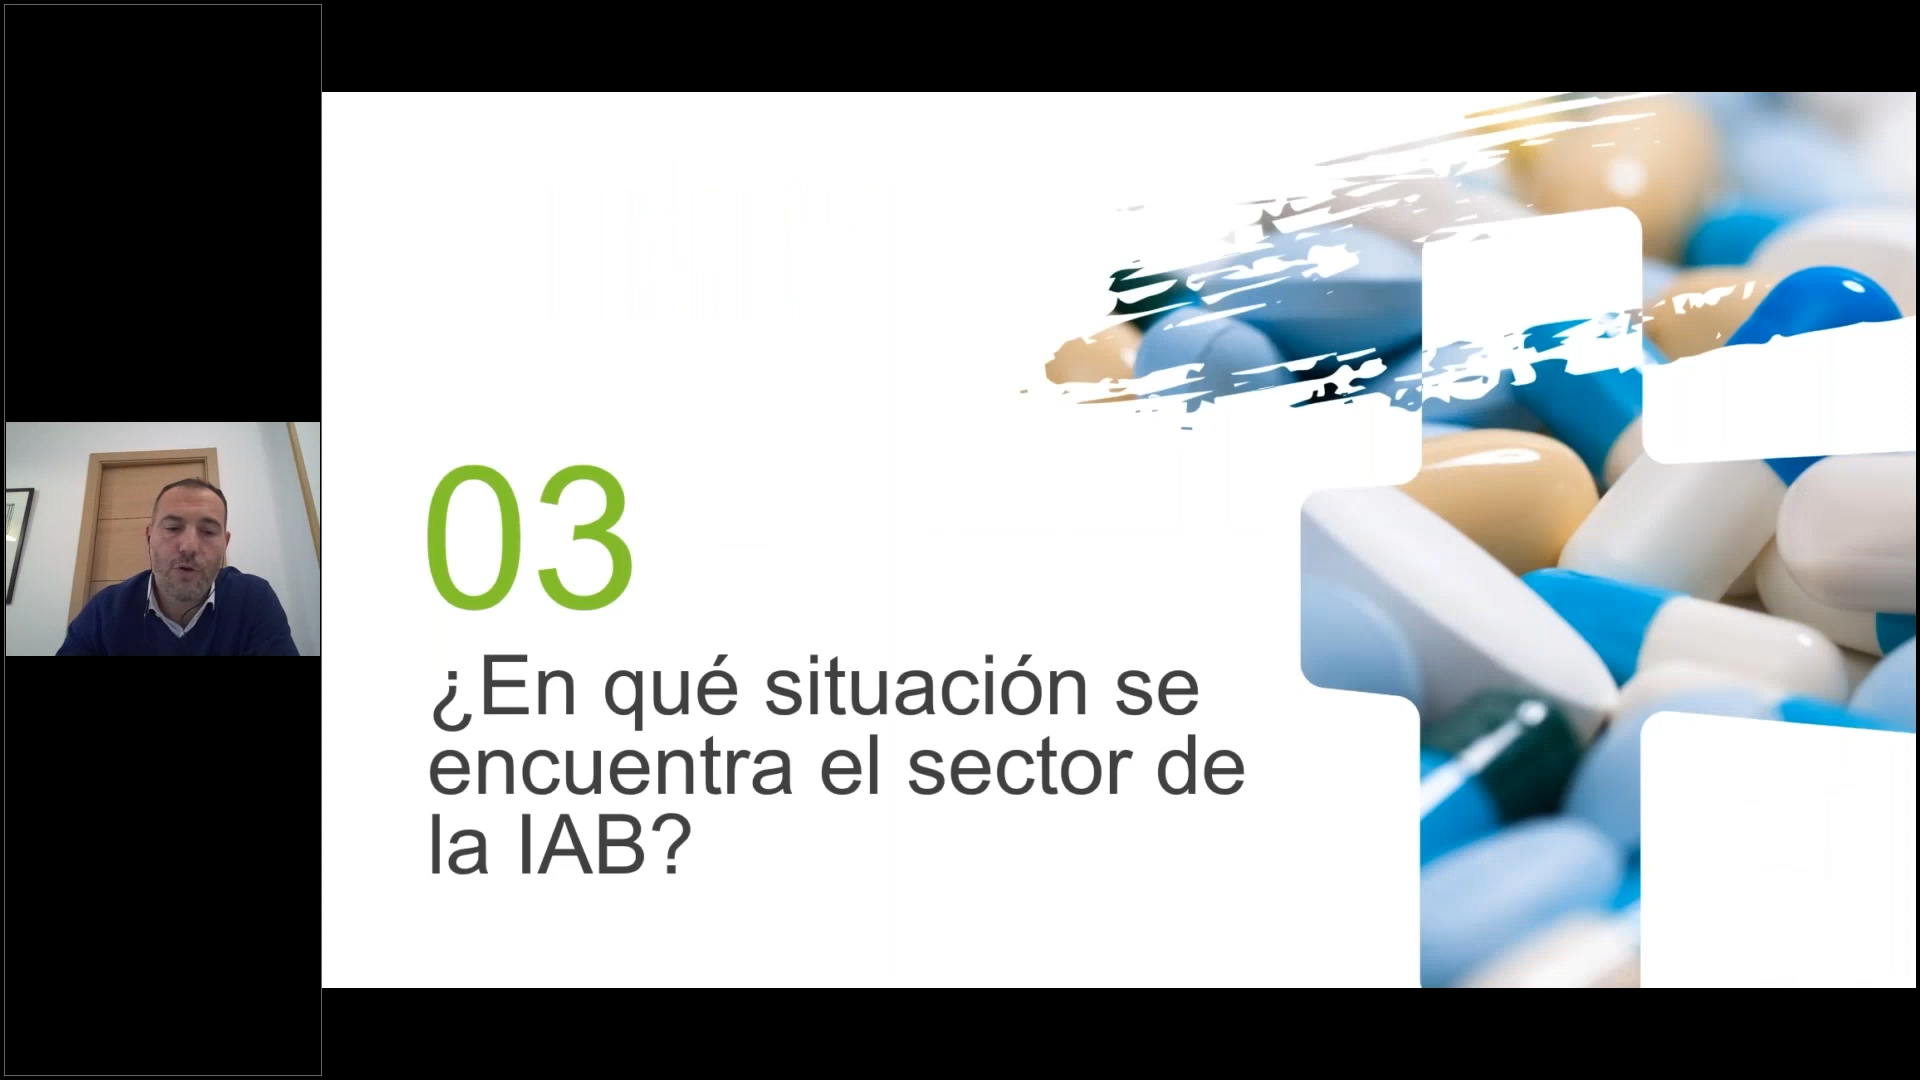 03
¿En qué situación se
encuentra el sector de
la IAB?